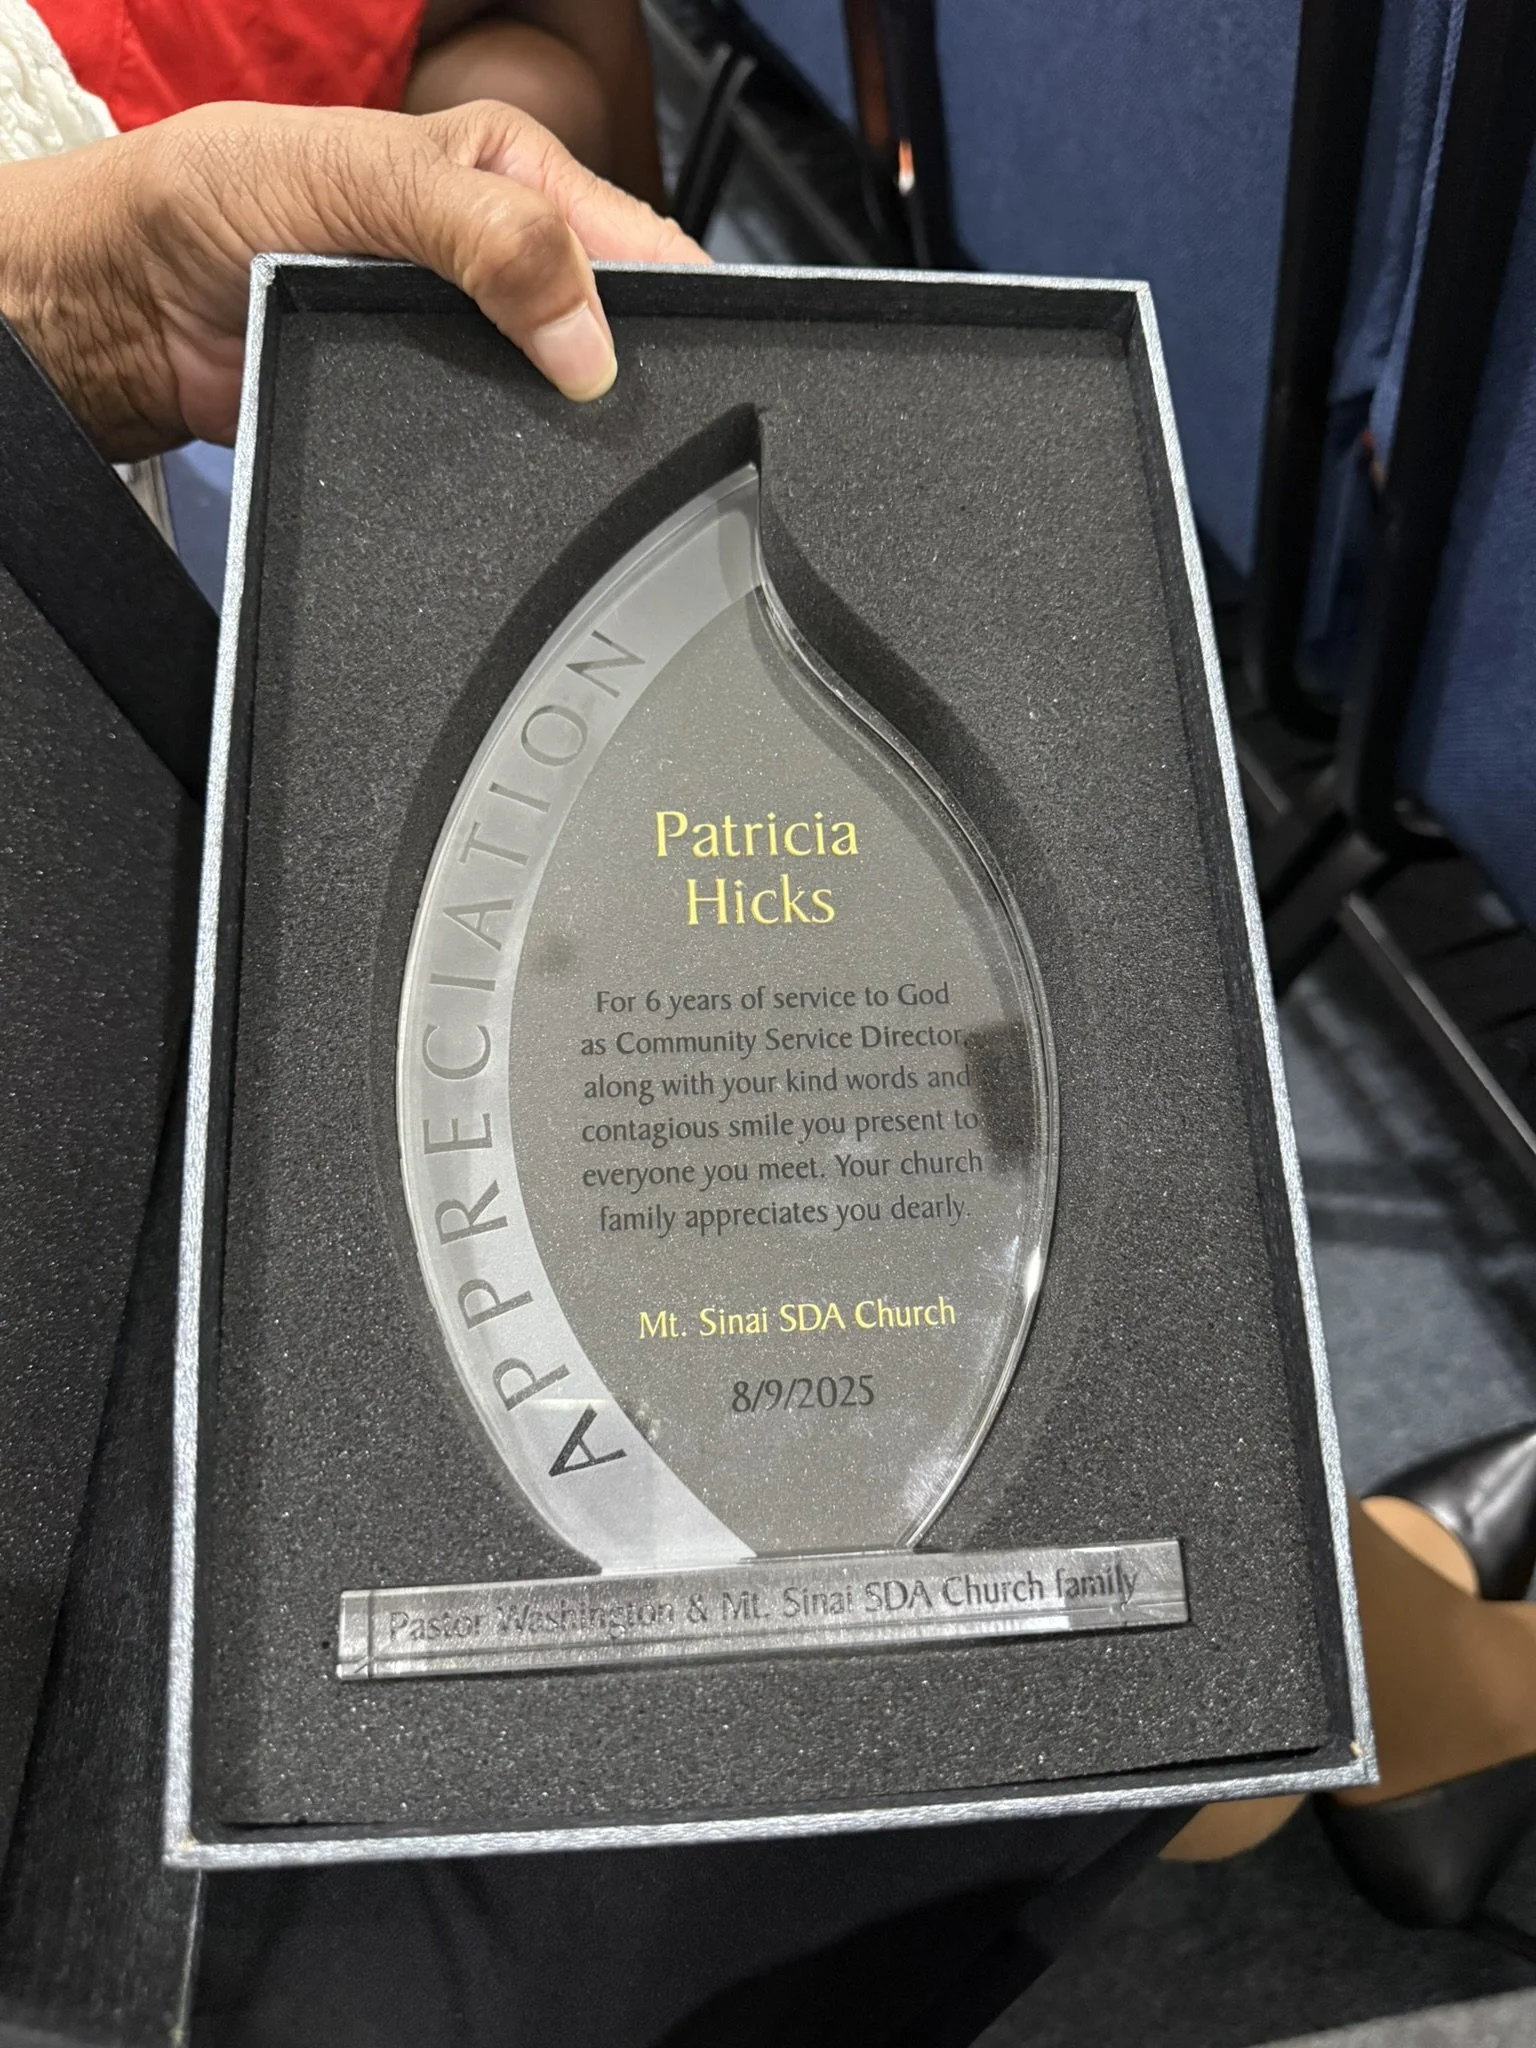 APPRECIATION
Patricia
Hicks
For 6 years of service to God
as Community Service Director,
along with your kind words and
contagious smile you present to
everyone you meet. Your church
family appreciates you dearly.
Mt. Sinai SDA Church
8/9/2025
Pastor Washington & Mt. Sinai SDA Church family